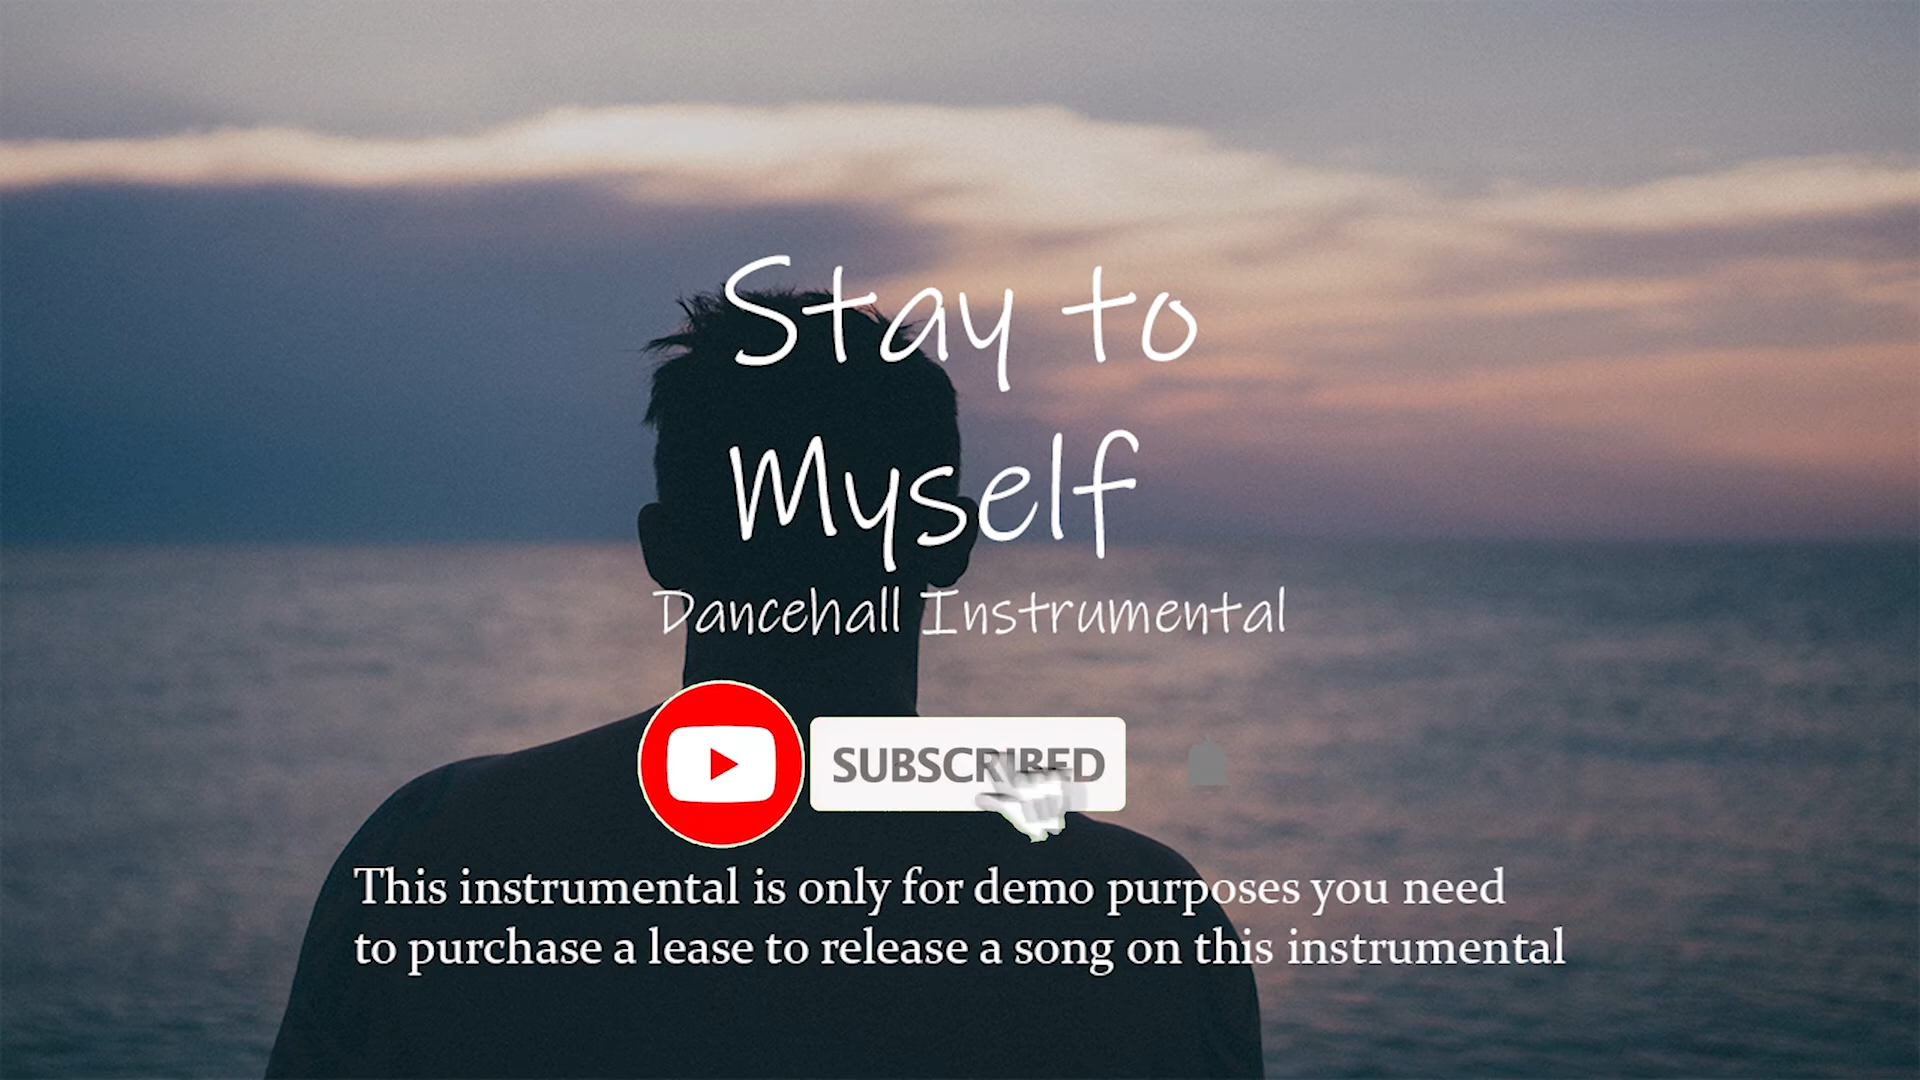 Stay to
Myself
Dancehall Instrumental
SUBSCRIBED
This instrumental is only for demo purposes you need
to purchase a lease to release a song on this instrumental